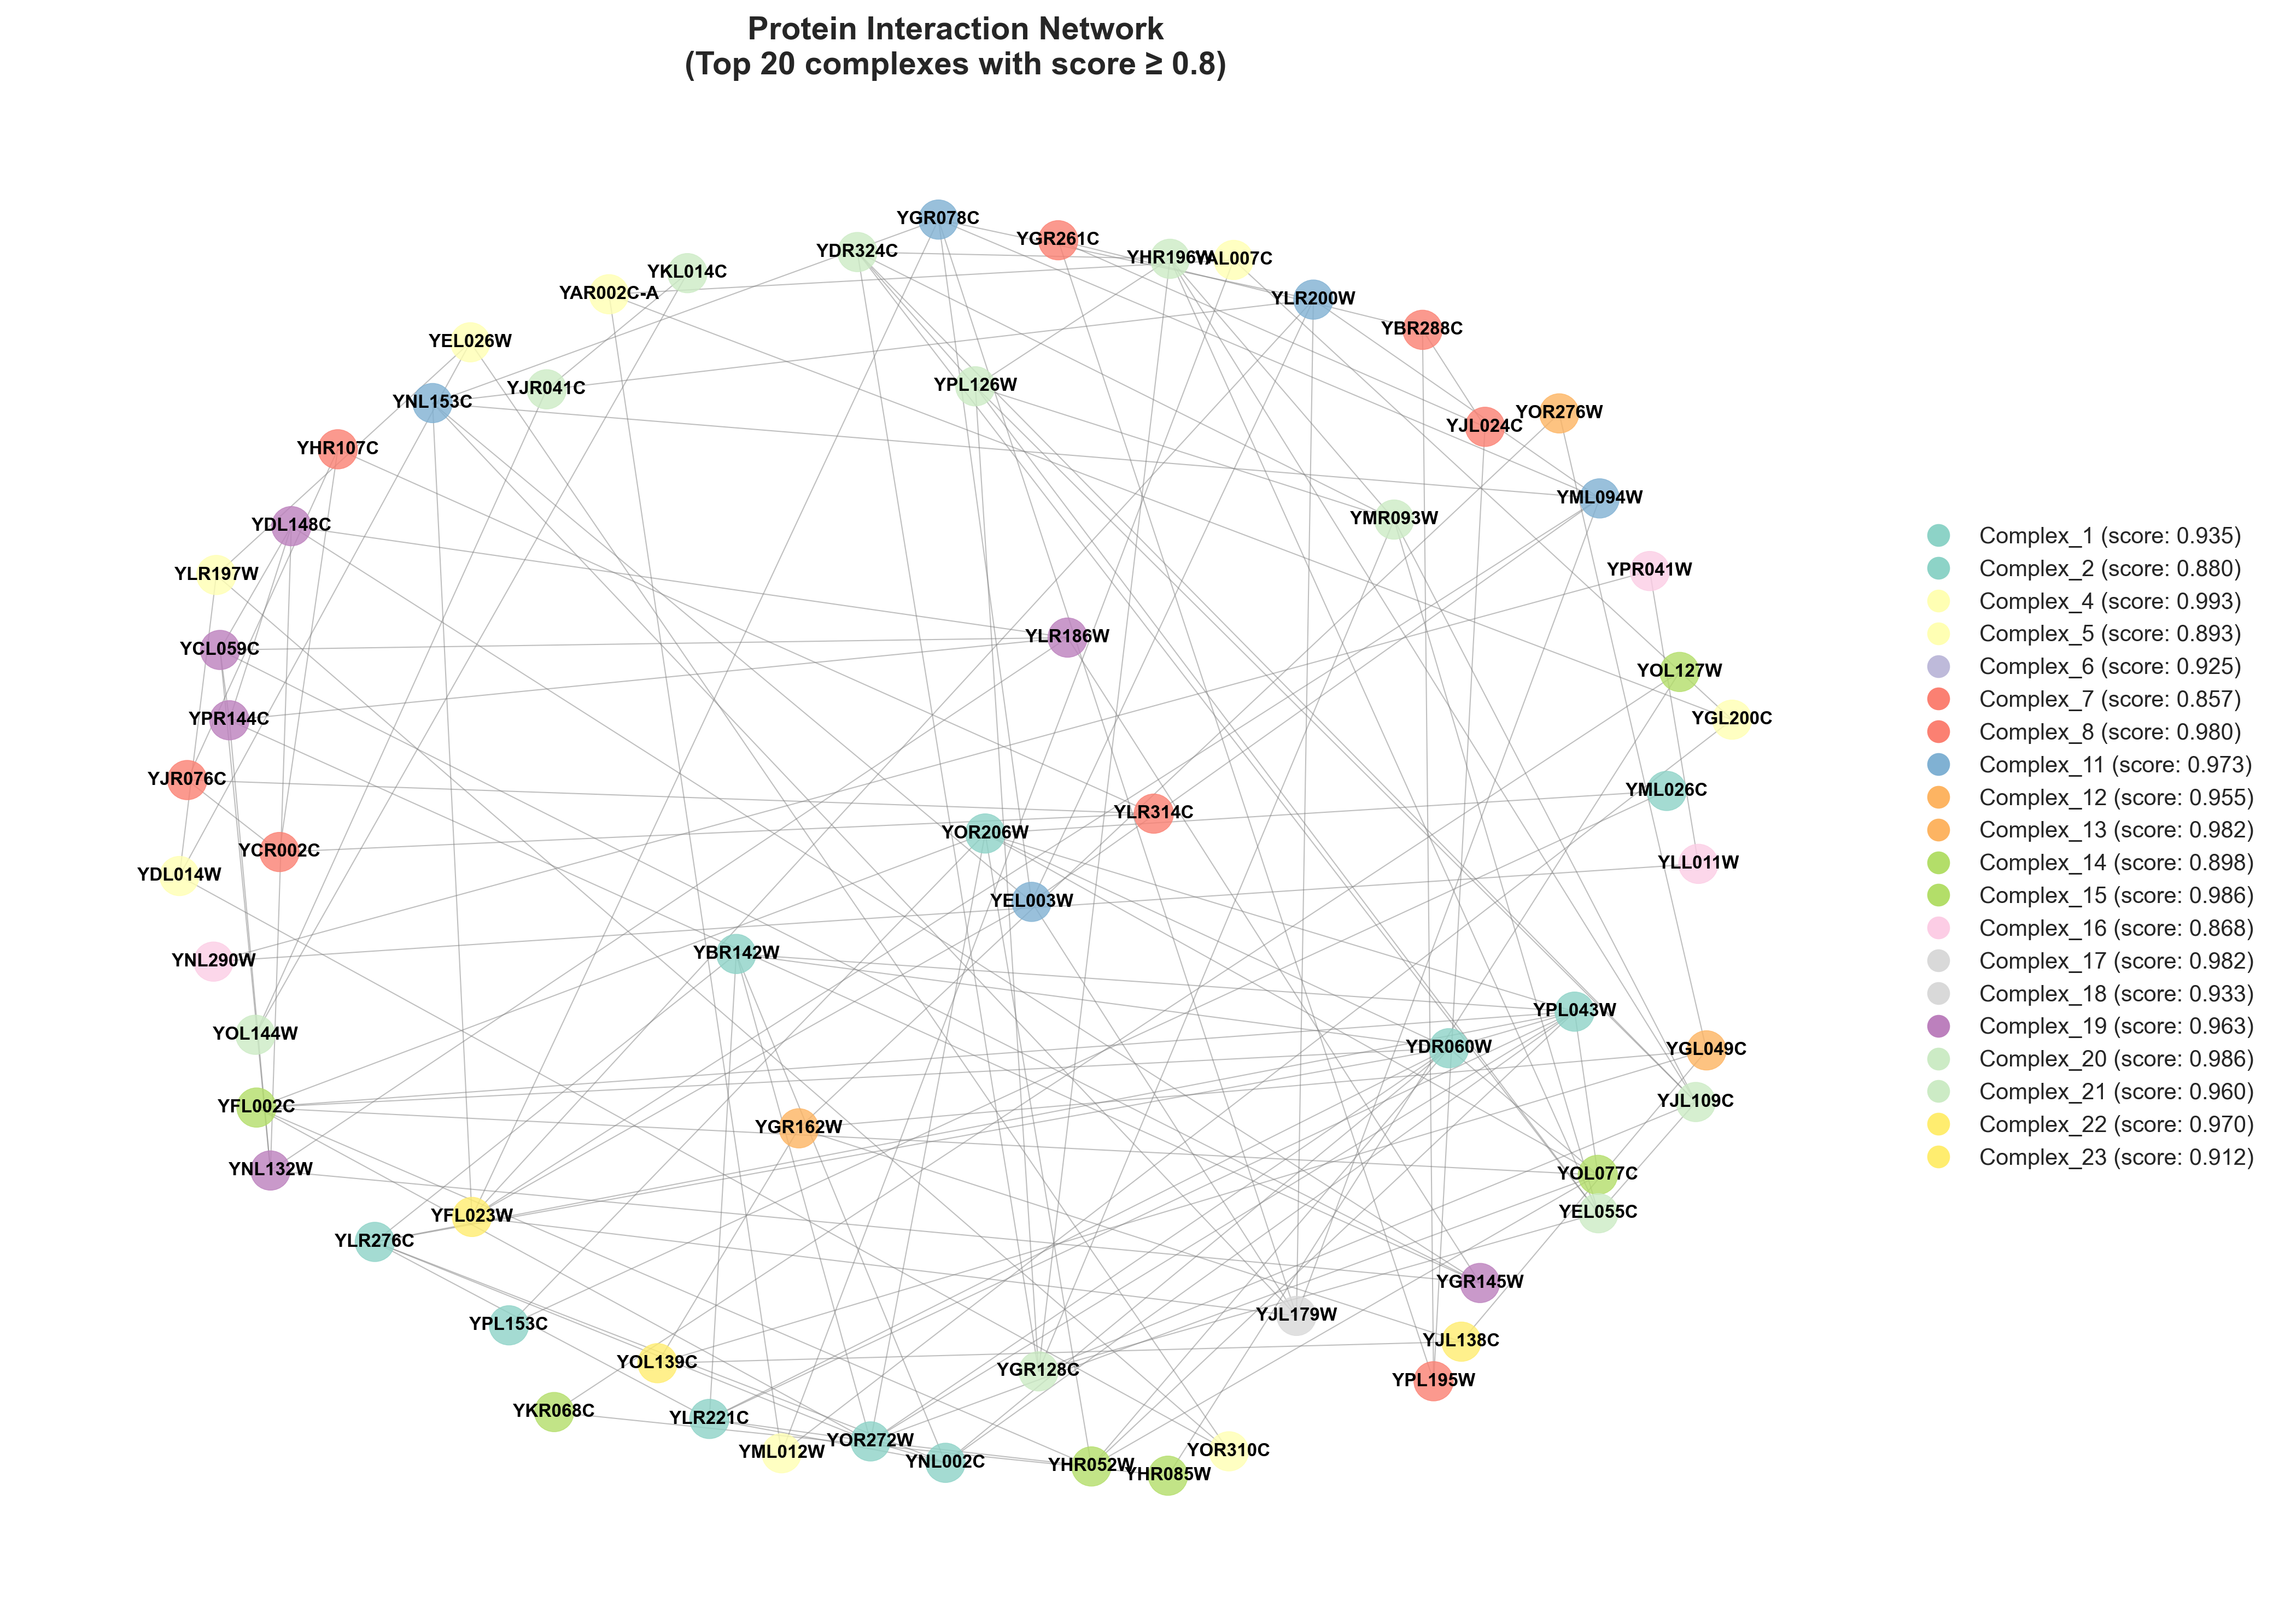 Protein Interaction Network
(Top 20 complexes with score ≥ 0.8)
YGR078C
YGR261C
YDR324C
YHR196W
YAL007C
YKL014C
YAR002C-A
YLR200W
YBR288C
YEL026W
YJR041C
YPL126W
YNL153C
YOR276W
YJL024C
YHR107C
YML094W
YMR093W
YDL148C
YPR041W
YLR197W
YLR186W
YCL059C
YOL127W
YPR144C
YGL200C
YJR076C
YML026C
YLR314C
YOR206W
YCR002C
YLL011W
YDL014W
YEL003W
YBR142W
YNL290W
YPL043W
YOL144W
YDR060W
YGL049C
YJL109C
YFL002C
YGR162W
YNL132W
YOL077C
YEL055C
YFL023W
YLR276C
YGR145W
YJL179W
YPL153C
YJL138C
YOL139C
YGR128C
YPL195W
YKR068C
YLR221C
YOR272W
YML012W
YNL002C
YHR052W
YHR085W
YOR310C
Complex_1 (score: 0.935)
Complex_2 (score: 0.880)
Complex_4 (score: 0.993)
Complex_5 (score: 0.893)
Complex_6 (score: 0.925)
Complex_7 (score: 0.857)
Complex_8 (score: 0.980)
Complex_11 (score: 0.973)
Complex_12 (score: 0.955)
Complex_13 (score: 0.982)
Complex_14 (score: 0.898)
Complex_15 (score: 0.986)
Complex_16 (score: 0.868)
Complex_17 (score: 0.982)
Complex_18 (score: 0.933)
Complex_19 (score: 0.963)
Complex_20 (score: 0.986)
Complex_21 (score: 0.960)
Complex_22 (score: 0.970)
Complex_23 (score: 0.912)